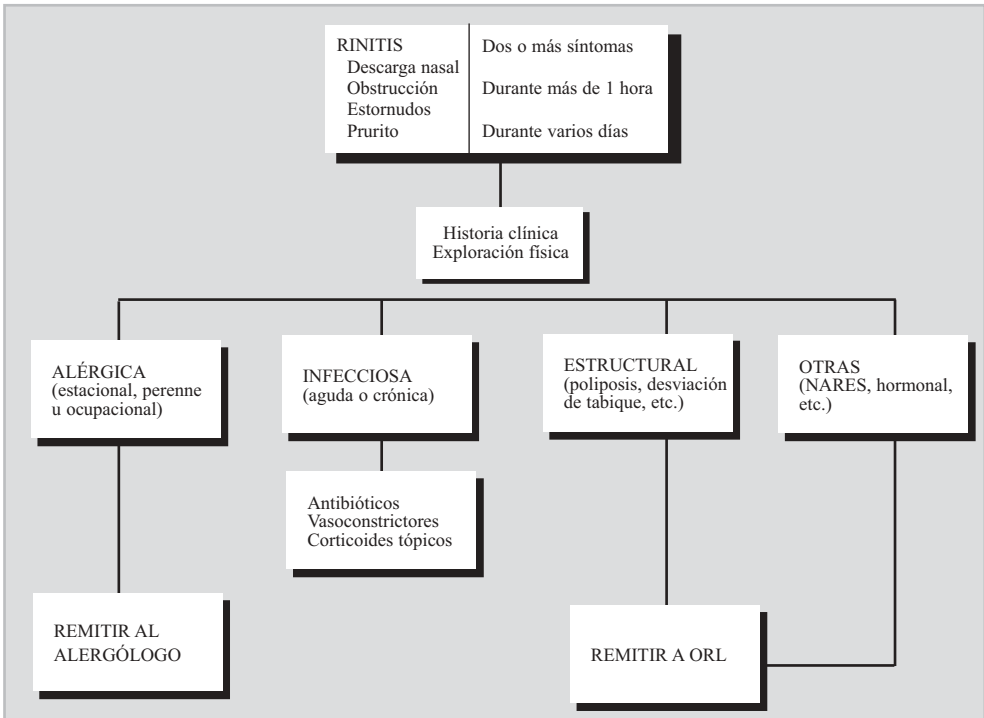 RINITIS
Descarga nasal
Obstrucción
Estornudos
Prurito
Dos o más síntomas
Durante más de 1 hora
Durante varios días
Historia clínica
Exploración física
ALÉRGICA
(estacional, perenne
u ocupacional)
INFECCIOSA
(aguda o crónica)
ESTRUCTURAL
(poliposis, desviación
de tabique, etc.)
OTRAS
(NARES, hormonal,
etc.)
Antibióticos
Vasoconstrictores
Corticoides tópicos
REMITIR AL
ALERGÓLOGO
REMITIR A ORL